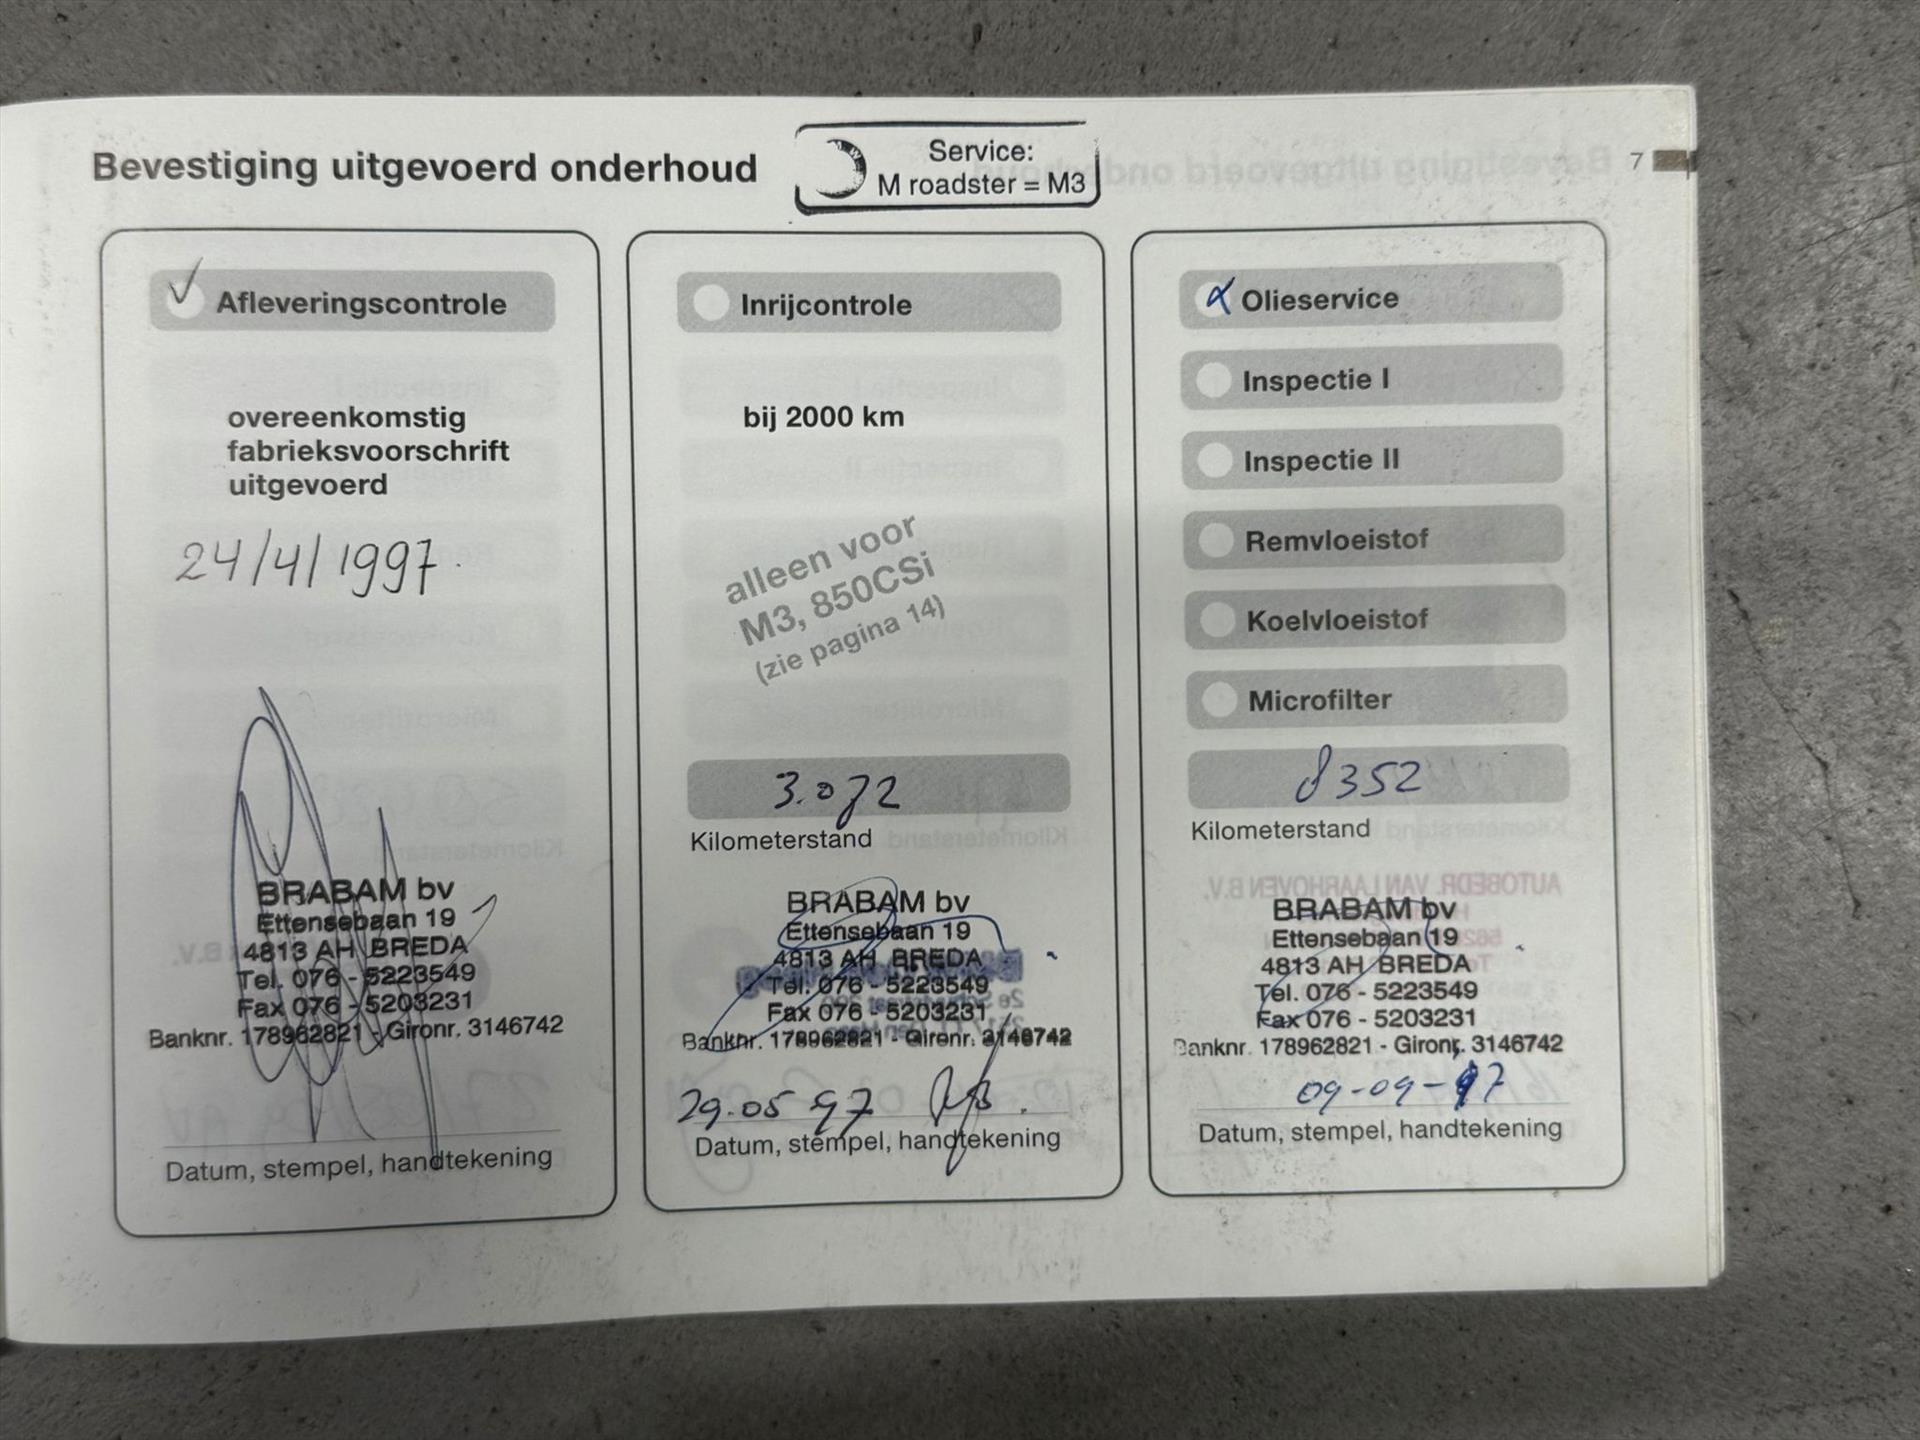 Bevestiging uitgevoerd onderhoud
Service:
M roadster = M3
7
Afleveringscontrole
overeenkomstig
fabrieksvoorschrift
uitgevoerd
24/4/1997.
BRABAM bv
Ettensebaan 19
4813 AH BREDA
Tel. 076 - 5223549
Fax 076 - 5203231
Banknr. 178962821 - Gironr. 3146742
Datum, stempel, handtekening
Inrijcontrole
bij 2000 km
alleen voor
M3, 850CSi
(zie pagina 14)
3.072
Kilometerstand
BRABAM bv
Ettensebaan 19
4813 AH BREDA
Tel. 076 - 5223549
Fax 076 - 5203231
Banknr. 178962821 - Gironr. 3146742
29.05 97
Datum, stempel, handtekening
Olieservice
Inspectie I
Inspectie II
Remvloeistof
Koelvloeistof
Microfilter
8352
Kilometerstand
BRABAM bv
Ettensebaan 19
4813 AH BREDA
Tel. 076 - 5223549
Fax 076 - 5203231
Banknr. 178962821 - Gironr. 3146742
09-09-97
Datum, stempel, handtekening